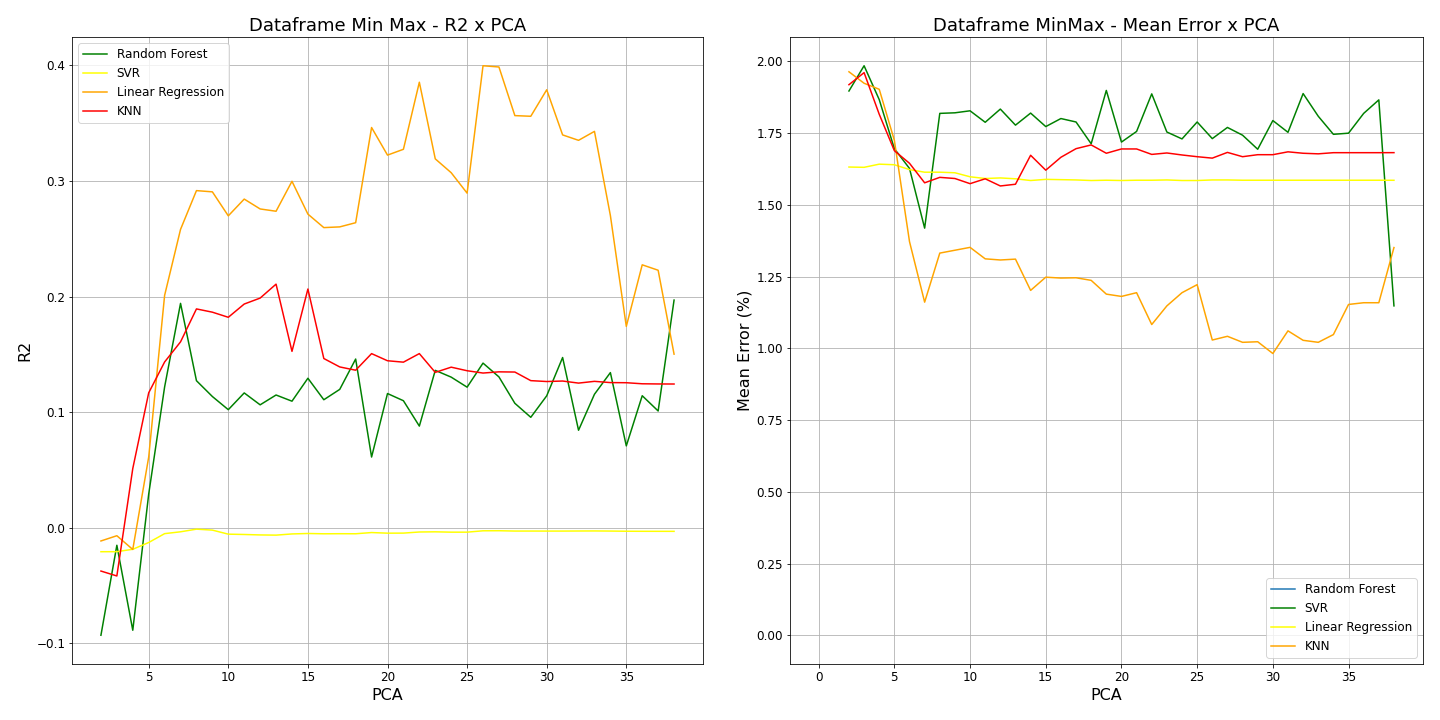 Dataframe Min Max - R2 x PCA
Random Forest
SVR
Linear Regression
KNN
0.4
0.3
0.2
0.1
0.0
−0.1
R2
5 10 15 20 25 30 35
PCA
Dataframe MinMax - Mean Error x PCA
2.00
1.75
1.50
1.25
1.00
0.75
0.50
0.25
0.00
Mean Error (%)
Random Forest
SVR
Linear Regression
KNN
0 5 10 15 20 25 30 35
PCA